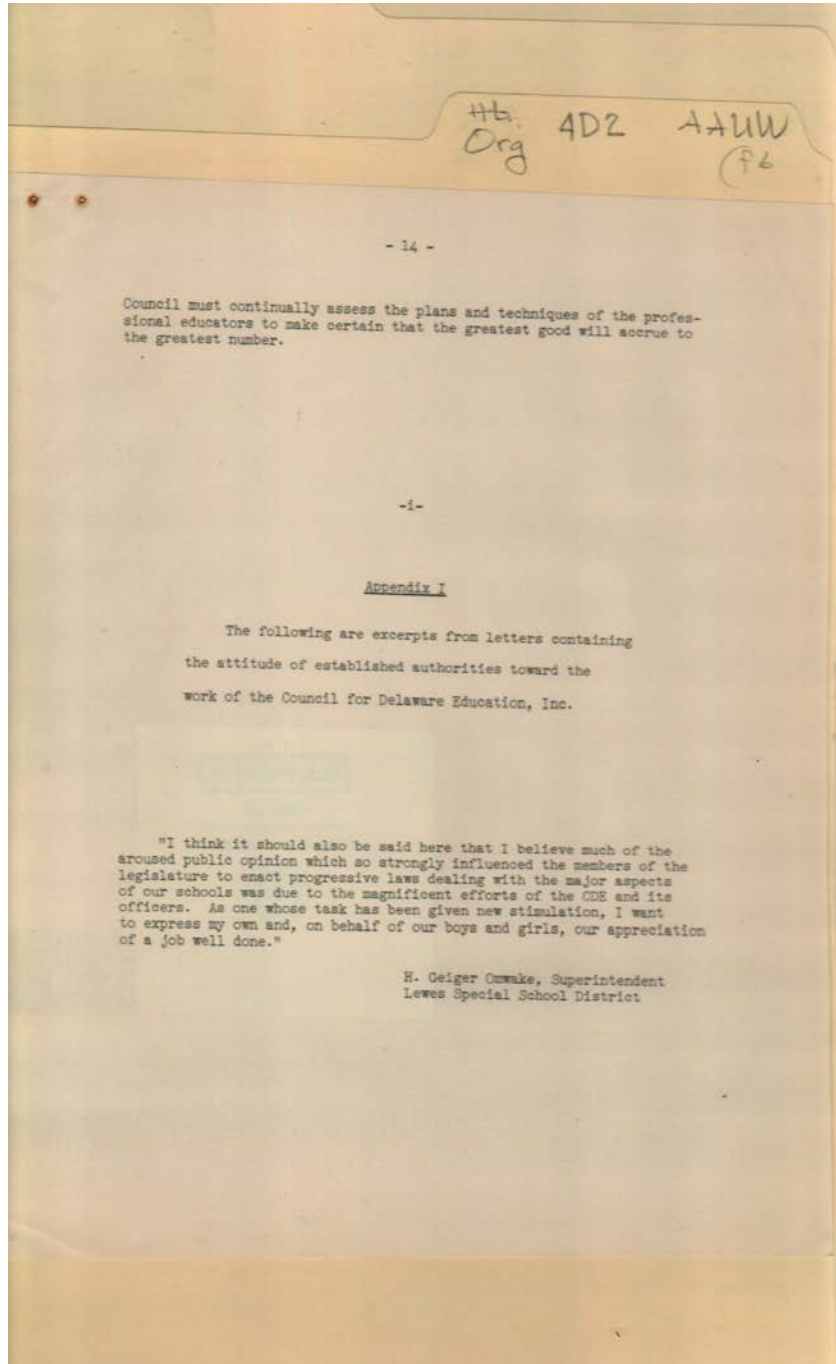 Org 4D2 AAUW
- 14 -
Council must continually assess the plans and techniques of the profes-
sional educators to make certain that the greatest good will accrue to
the greatest number.
-i-
Appendix I
The following are excerpts from letters containing
the attitude of established authorities toward the
work of the Council for Delaware Education, Inc.
"I think it should also be said here that I believe much of the
aroused public opinion which so strongly influenced the members of the
legislature to enact progressive laws dealing with the major aspects
of our schools was due to the magnificent efforts of the CDE and its
officers. As one whose task has been given new stimulation, I want
to express my own and, on behalf of our boys and girls, our appreciation
of a job well done."
H. Geiger Omwake, Superintendent
Lewes Special School District